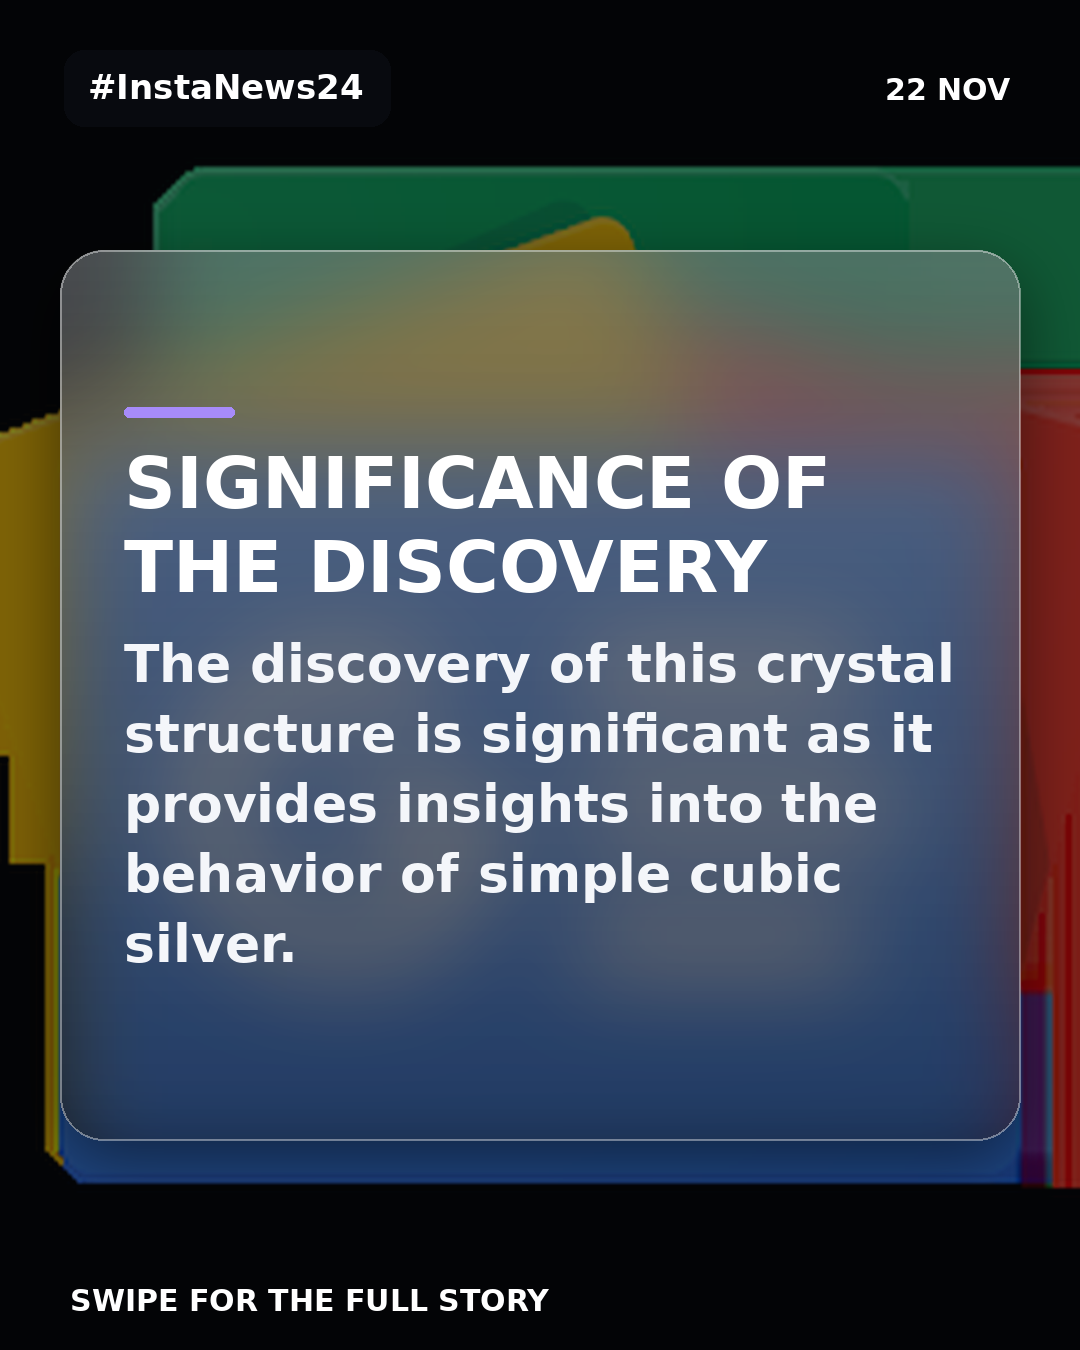 #InstaNews24
22 NOV
SIGNIFICANCE OF
THE DISCOVERY
The discovery of this crystal
structure is significant as it
provides insights into the
behavior of simple cubic
silver.
SWIPE FOR THE FULL STORY